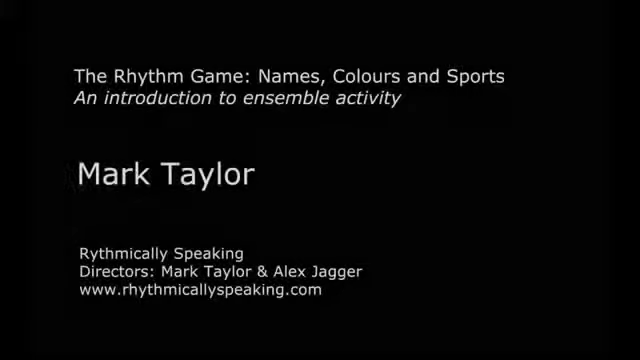 The Rhythm Game: Names, Colours and Sports
An introduction to ensemble activity
Mark Taylor
Rythmically Speaking
Directors: Mark Taylor & Alex Jagger
www.rhythmicallyspeaking.com